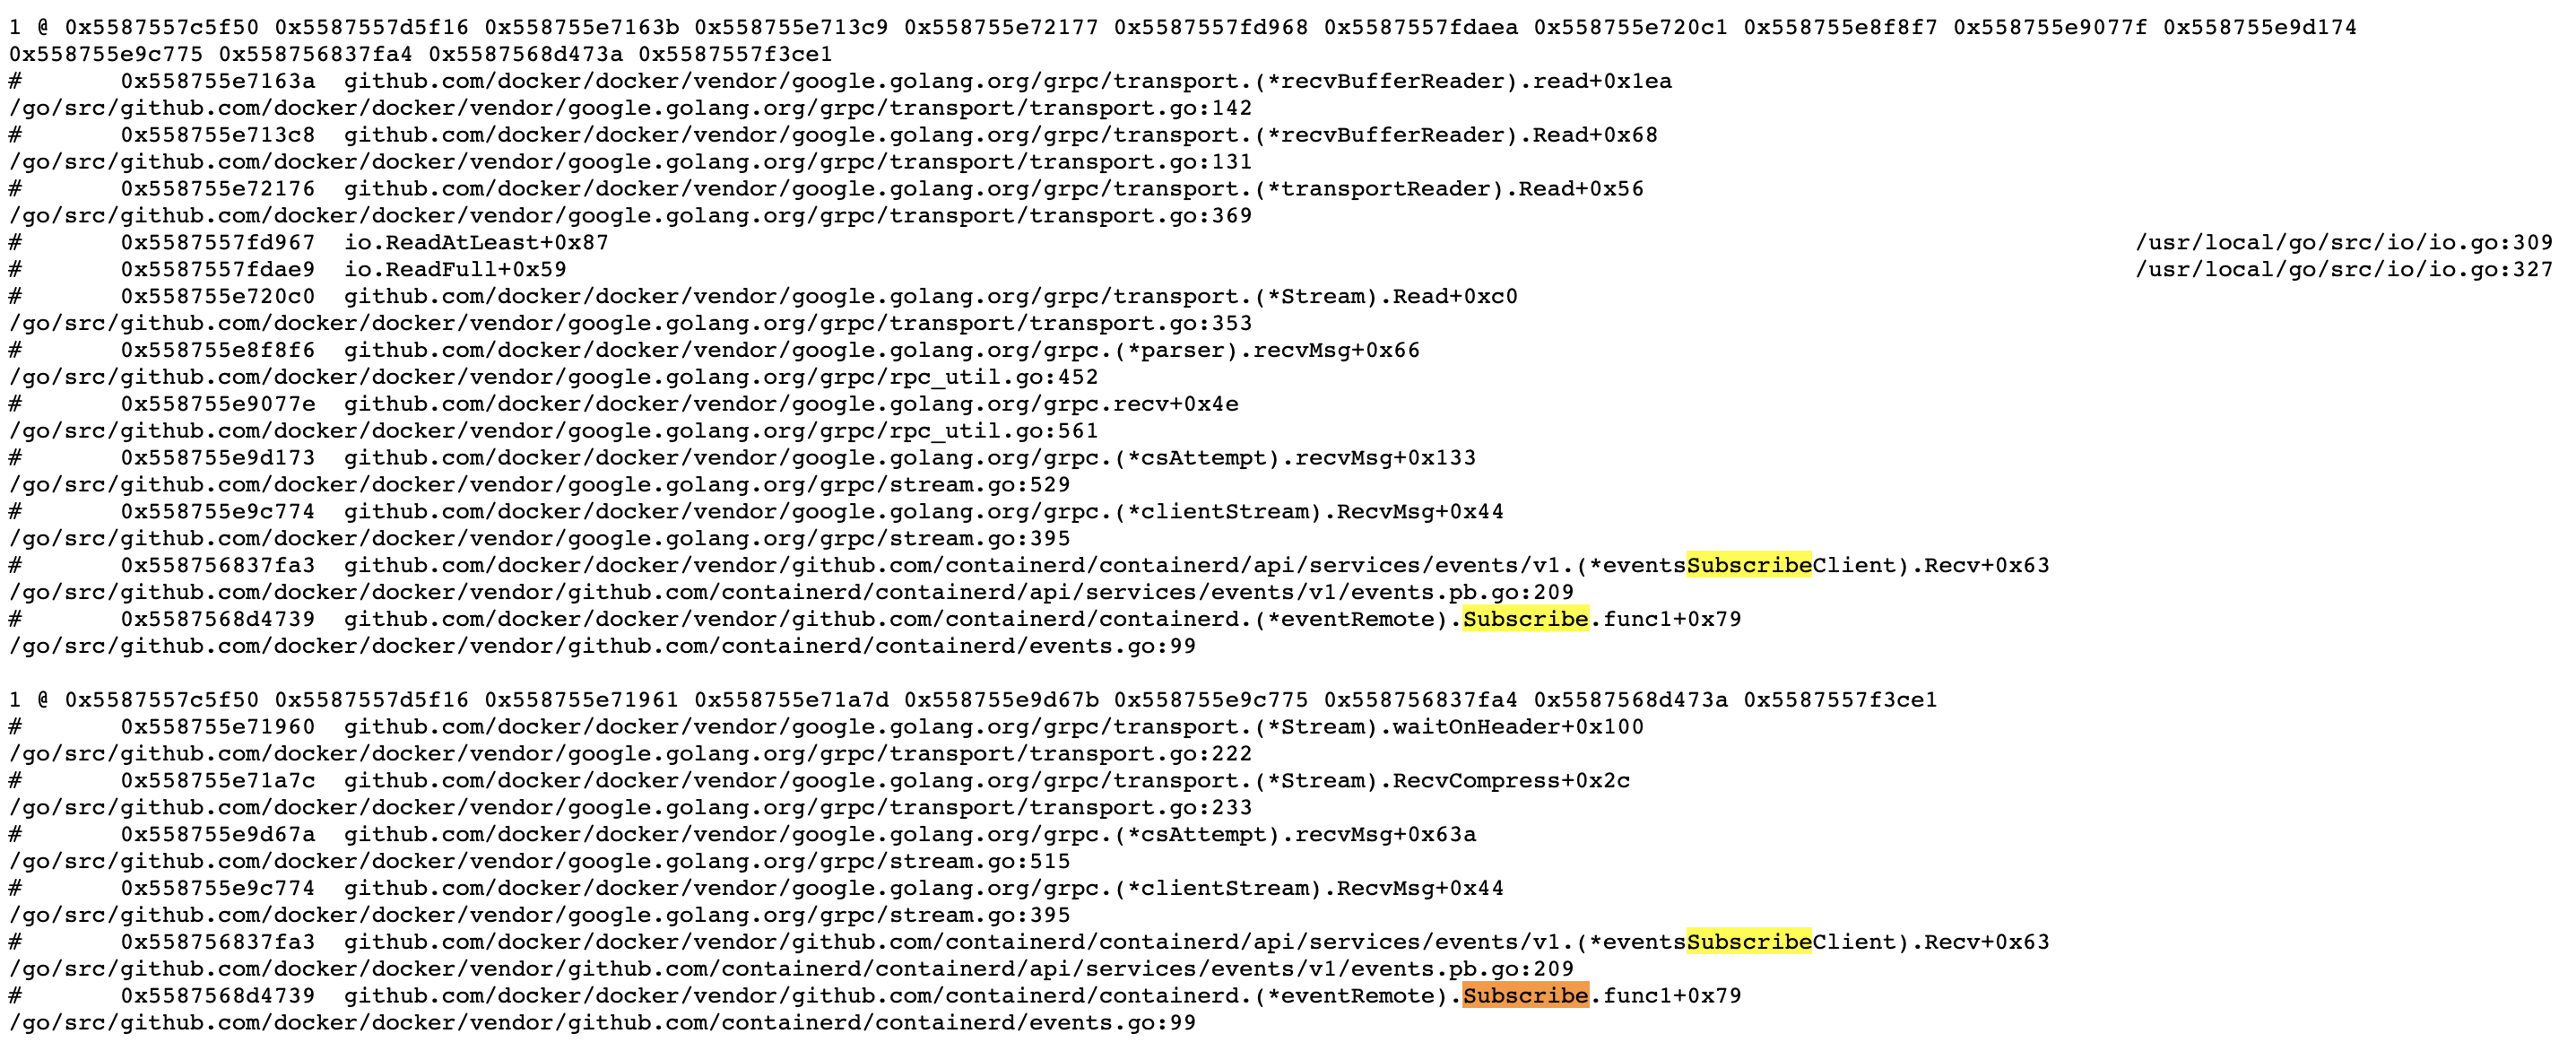 1 @ 0x5587557c5f50 0x5587557d5f16 0x558755e7163b 0x558755e713c9 0x558755e72177 0x5587557fd968 0x5587557fdaea 0x558755e720c1 0x558755e8f8f7 0x558755e9077f 0x558755e9d174
0x558755e9c775 0x558756837fa4 0x5587568d473a 0x5587557f3ce1
# 0x558755e7163a github.com/docker/docker/vendor/google.golang.org/grpc/transport.(*recvBufferReader).read+0x1ea
/go/src/github.com/docker/docker/vendor/google.golang.org/grpc/transport/transport.go:142
# 0x558755e713c8 github.com/docker/docker/vendor/google.golang.org/grpc/transport.(*recvBufferReader).Read+0x68
/go/src/github.com/docker/docker/vendor/google.golang.org/grpc/transport/transport.go:131
# 0x558755e72176 github.com/docker/docker/vendor/google.golang.org/grpc/transport.(*transportReader).Read+0x56
/go/src/github.com/docker/docker/vendor/google.golang.org/grpc/transport/transport.go:369
# 0x5587557fd967 io.ReadAtLeast+0x87 /usr/local/go/src/io/io.go:309
# 0x5587557fdae9 io.ReadFull+0x59 /usr/local/go/src/io/io.go:327
# 0x558755e720c0 github.com/docker/docker/vendor/google.golang.org/grpc/transport.(*Stream).Read+0xc0
/go/src/github.com/docker/docker/vendor/google.golang.org/grpc/transport/transport.go:353
# 0x558755e8f8f6 github.com/docker/docker/vendor/google.golang.org/grpc.(*parser).recvMsg+0x66
/go/src/github.com/docker/docker/vendor/google.golang.org/grpc/rpc_util.go:452
# 0x558755e9077e github.com/docker/docker/vendor/google.golang.org/grpc.recv+0x4e
/go/src/github.com/docker/docker/vendor/google.golang.org/grpc/rpc_util.go:561
# 0x558755e9d173 github.com/docker/docker/vendor/google.golang.org/grpc.(*csAttempt).recvMsg+0x133
/go/src/github.com/docker/docker/vendor/google.golang.org/grpc/stream.go:529
# 0x558755e9c774 github.com/docker/docker/vendor/google.golang.org/grpc.(*clientStream).RecvMsg+0x44
/go/src/github.com/docker/docker/vendor/google.golang.org/grpc/stream.go:395
# 0x558756837fa3 github.com/docker/docker/vendor/github.com/containerd/containerd/api/services/events/v1.(*eventsSubscribeClient).Recv+0x63
/go/src/github.com/docker/docker/vendor/github.com/containerd/containerd/api/services/events/v1/events.pb.go:209
# 0x5587568d4739 github.com/docker/docker/vendor/github.com/containerd/containerd.(*eventRemote).Subscribe.func1+0x79
/go/src/github.com/docker/docker/vendor/github.com/containerd/containerd/events.go:99

1 @ 0x5587557c5f50 0x5587557d5f16 0x558755e71961 0x558755e71a7d 0x558755e9d67b 0x558755e9c775 0x558756837fa4 0x5587568d473a 0x5587557f3ce1
# 0x558755e71960 github.com/docker/docker/vendor/google.golang.org/grpc/transport.(*Stream).waitOnHeader+0x100
/go/src/github.com/docker/docker/vendor/google.golang.org/grpc/transport/transport.go:222
# 0x558755e71a7c github.com/docker/docker/vendor/google.golang.org/grpc/transport.(*Stream).RecvCompress+0x2c
/go/src/github.com/docker/docker/vendor/google.golang.org/grpc/transport/transport.go:233
# 0x558755e9d67a github.com/docker/docker/vendor/google.golang.org/grpc.(*csAttempt).recvMsg+0x63a
/go/src/github.com/docker/docker/vendor/google.golang.org/grpc/stream.go:515
# 0x558755e9c774 github.com/docker/docker/vendor/google.golang.org/grpc.(*clientStream).RecvMsg+0x44
/go/src/github.com/docker/docker/vendor/google.golang.org/grpc/stream.go:395
# 0x558756837fa3 github.com/docker/docker/vendor/github.com/containerd/containerd/api/services/events/v1.(*eventsSubscribeClient).Recv+0x63
/go/src/github.com/docker/docker/vendor/github.com/containerd/containerd/api/services/events/v1/events.pb.go:209
# 0x5587568d4739 github.com/docker/docker/vendor/github.com/containerd/containerd.(*eventRemote).Subscribe.func1+0x79
/go/src/github.com/docker/docker/vendor/github.com/containerd/containerd/events.go:99